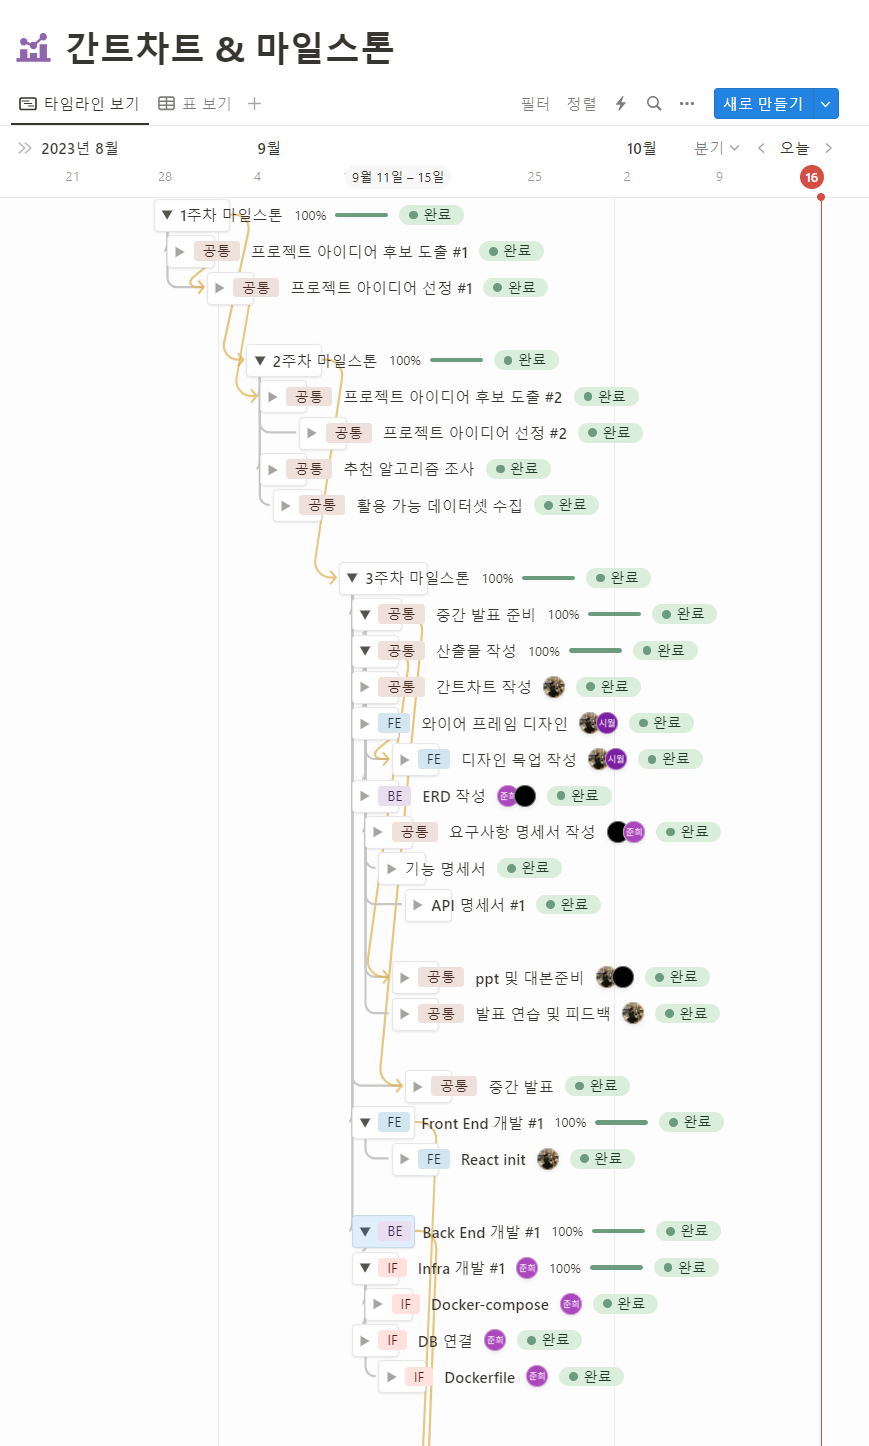 간트차트 & 마일스톤
타임라인 보기 표 보기 필터 정렬 새로 만들기
2023년 8월 9월 10월 분기 오늘
21 28 4 9월 11일 – 15일 25 2 9 16
1주차 마일스톤 100% 완료
공통 프로젝트 아이디어 후보 도출 #1 완료
공통 프로젝트 아이디어 선정 #1 완료
2주차 마일스톤 100% 완료
공통 프로젝트 아이디어 후보 도출 #2 완료
공통 프로젝트 아이디어 선정 #2 완료
공통 추천 알고리즘 조사 완료
공통 활용 가능 데이터셋 수집 완료
3주차 마일스톤 100% 완료
공통 중간 발표 준비 100% 완료
공통 산출물 작성 100% 완료
공통 간트차트 작성 완료
FE 와이어 프레임 디자인 시월 완료
FE 디자인 목업 작성 시월 완료
BE ERD 작성 준희 완료
공통 요구사항 명세서 작성 준희 완료
기능 명세서 완료
API 명세서 #1 완료
공통 ppt 및 대본준비 완료
공통 발표 연습 및 피드백 완료
공통 중간 발표 완료
FE Front End 개발 #1 100% 완료
FE React init 완료
BE Back End 개발 #1 100% 완료
IF Infra 개발 #1 준희 100% 완료
IF Docker-compose 준희 완료
IF DB 연결 준희 완료
IF Dockerfile 준희 완료